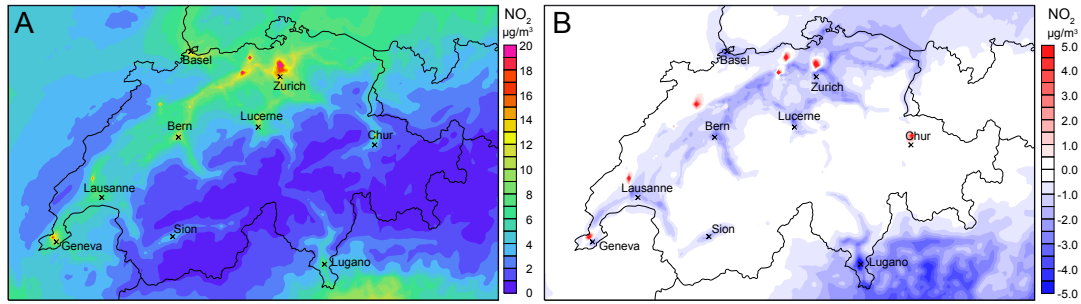 A
NO2
µg/m3
20
18
16
14
12
10
8
6
4
2
0
Basel
Zurich
Bern
Lucerne
Chur
Lausanne
Sion
Geneva
Lugano
B
NO2
µg/m3
5.0
4.0
3.0
2.0
1.0
0.0
-1.0
-2.0
-3.0
-4.0
-5.0
Basel
Zurich
Bern
Lucerne
Chur
Lausanne
Sion
Geneva
Lugano